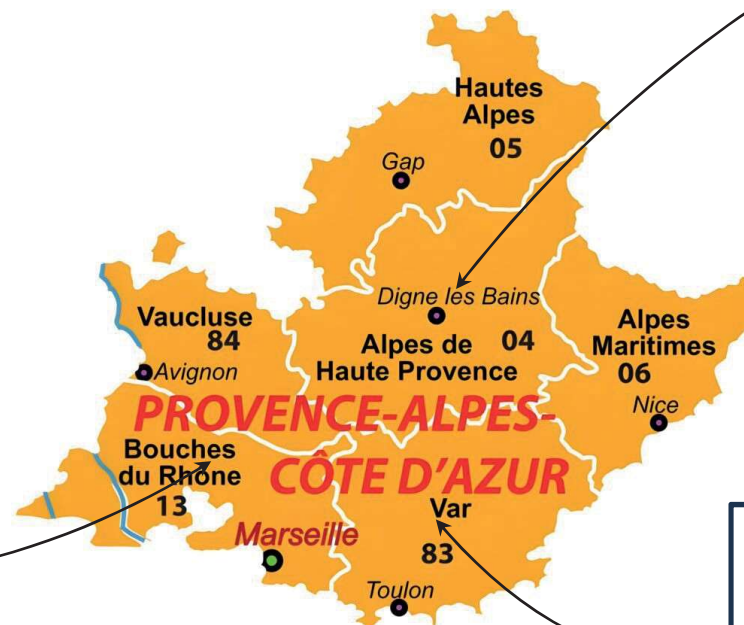 Hautes
Alpes
05
Gap
Digne les Bains
Vaucluse
84
Alpes de
Haute Provence
04
Alpes
Maritimes
06
Avignon
Nice
PROVENCE-ALPES-
CÔTE D'AZUR
Bouches
du Rhône
13
Var
83
Marseille
Toulon